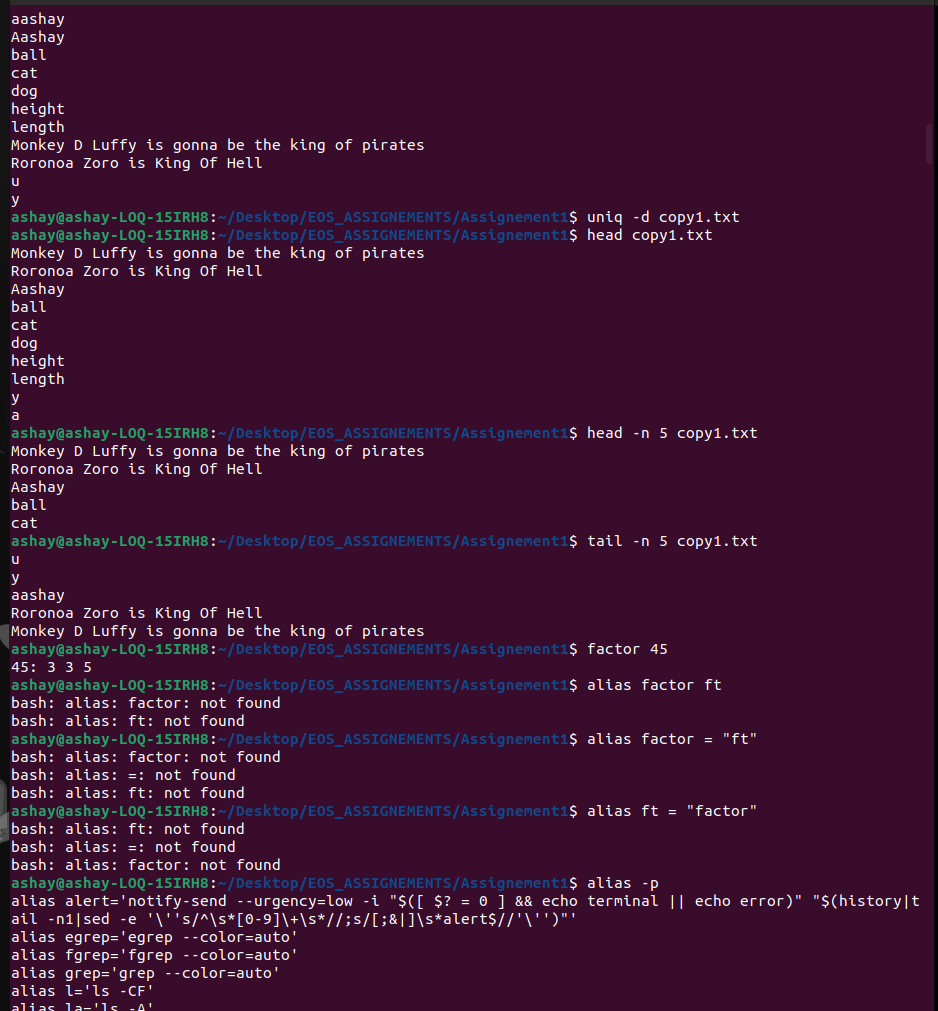 aashay
Aashay
ball
cat
dog
height
length
Monkey D Luffy is gonna be the king of pirates
Roronoa Zoro is King Of Hell
u
y
ashay@ashay-LOQ-15IRH8:~/Desktop/EOS_ASSIGNEMENTS/Assignement1$ uniq -d copy1.txt
ashay@ashay-LOQ-15IRH8:~/Desktop/EOS_ASSIGNEMENTS/Assignement1$ head copy1.txt
Monkey D Luffy is gonna be the king of pirates
Roronoa Zoro is King Of Hell
Aashay
ball
cat
dog
height
length
y
a
ashay@ashay-LOQ-15IRH8:~/Desktop/EOS_ASSIGNEMENTS/Assignement1$ head -n 5 copy1.txt
Monkey D Luffy is gonna be the king of pirates
Roronoa Zoro is King Of Hell
Aashay
ball
cat
ashay@ashay-LOQ-15IRH8:~/Desktop/EOS_ASSIGNEMENTS/Assignement1$ tail -n 5 copy1.txt
u
y
aashay
Roronoa Zoro is King Of Hell
Monkey D Luffy is gonna be the king of pirates
ashay@ashay-LOQ-15IRH8:~/Desktop/EOS_ASSIGNEMENTS/Assignement1$ factor 45
45: 3 3 5
ashay@ashay-LOQ-15IRH8:~/Desktop/EOS_ASSIGNEMENTS/Assignement1$ alias factor ft
bash: alias: factor: not found
bash: alias: ft: not found
ashay@ashay-LOQ-15IRH8:~/Desktop/EOS_ASSIGNEMENTS/Assignement1$ alias factor = "ft"
bash: alias: factor: not found
bash: alias: =: not found
bash: alias: ft: not found
ashay@ashay-LOQ-15IRH8:~/Desktop/EOS_ASSIGNEMENTS/Assignement1$ alias ft = "factor"
bash: alias: ft: not found
bash: alias: =: not found
bash: alias: factor: not found
ashay@ashay-LOQ-15IRH8:~/Desktop/EOS_ASSIGNEMENTS/Assignement1$ alias -p
alias alert='notify-send --urgency=low -i "$([ $? = 0 ] && echo terminal || echo error)" "$(history|t
ail -n1|sed -e '\''s/^\s*[0-9]\+\s*//;s/[;&|]\s*alert$//'\'')"'
alias egrep='egrep --color=auto'
alias fgrep='fgrep --color=auto'
alias grep='grep --color=auto'
alias l='ls -CF'
alias la='ls -A'